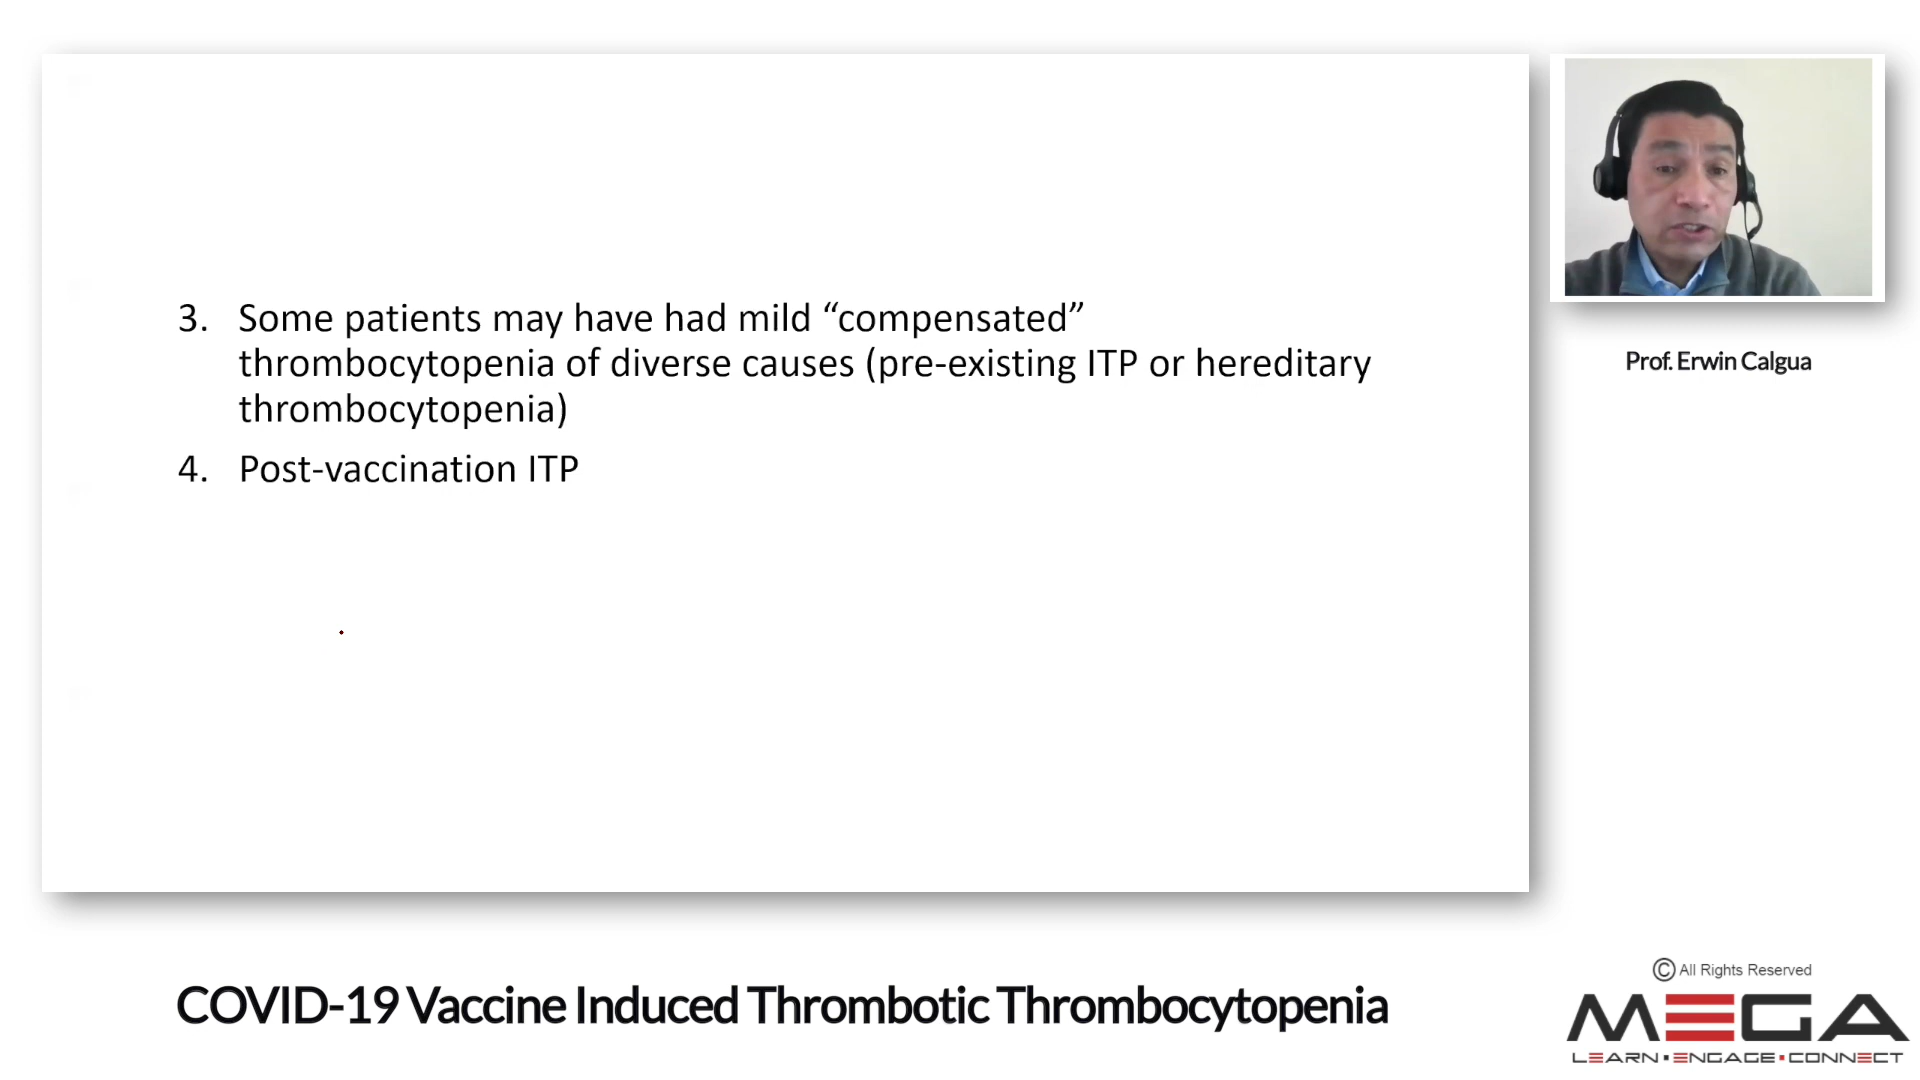 3. Some patients may have had mild “compensated”
thrombocytopenia of diverse causes (pre-existing ITP or hereditary
thrombocytopenia)
4. Post-vaccination ITP
Prof. Erwin Calgua
COVID-19 Vaccine Induced Thrombotic Thrombocytopenia
© All Rights Reserved
MEGA
LEARN▪ENGAGE▪CONNECT